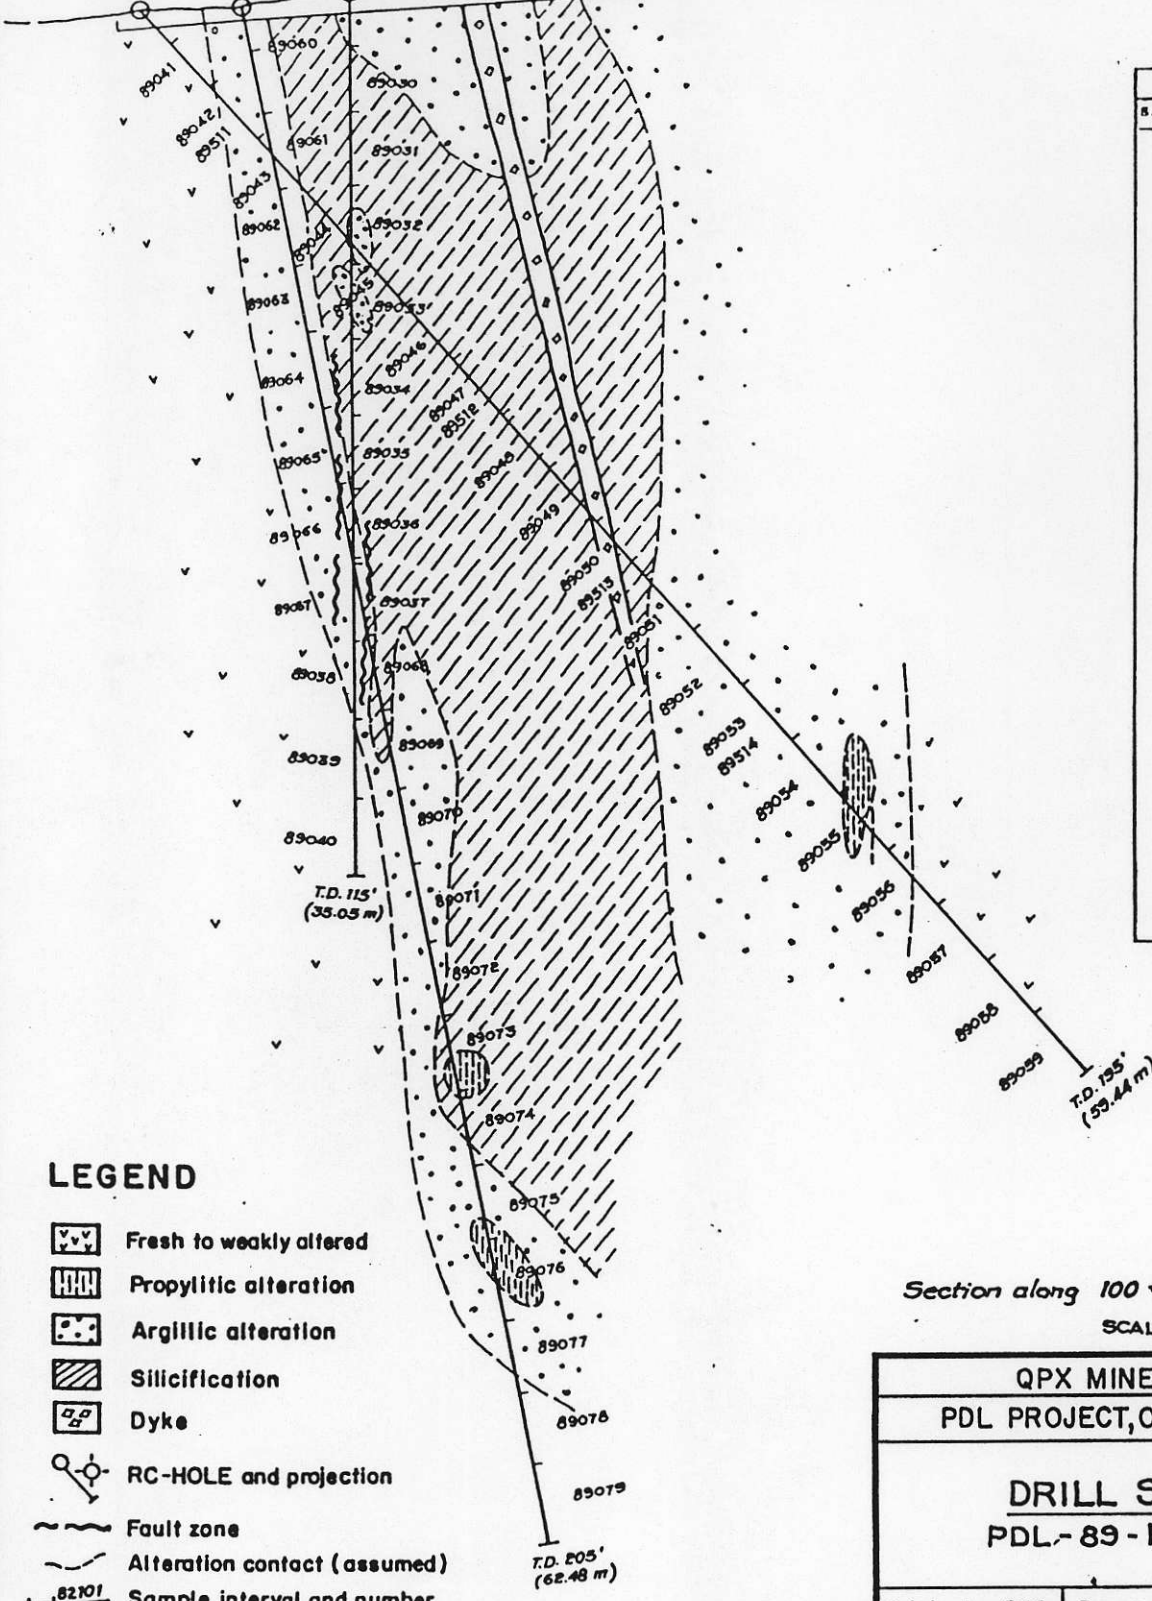 89060
89030
89041
89042/
89511
89061
89031
89043
89062
89044
89032
89063
89045
89033
89046
89064
89034
89047
89512
89065
89035
89048
89066
89036
89049
89050
89513
89067
89037
89051
89038
89068
89052
89039
89069
89053
89514
89070
89054
89040
89055
T.D. 115'
(35.05 m)
89071
89056
89072
89057
89073
89058
89059
T.D. 195'
(59.44 m)
89074
89075
89076
89077
89078
89079
T.D. 205'
(62.48 m)
LEGEND
Fresh to weakly altered
Propylitic alteration
Argillic alteration
Silicification
Dyke
RC-HOLE and projection
Fault zone
Alteration contact (assumed)
82101 Sample interval and number
Section along 100
SCAL
QPX MINE
PDL PROJECT, C
DRILL S
PDL-89-1